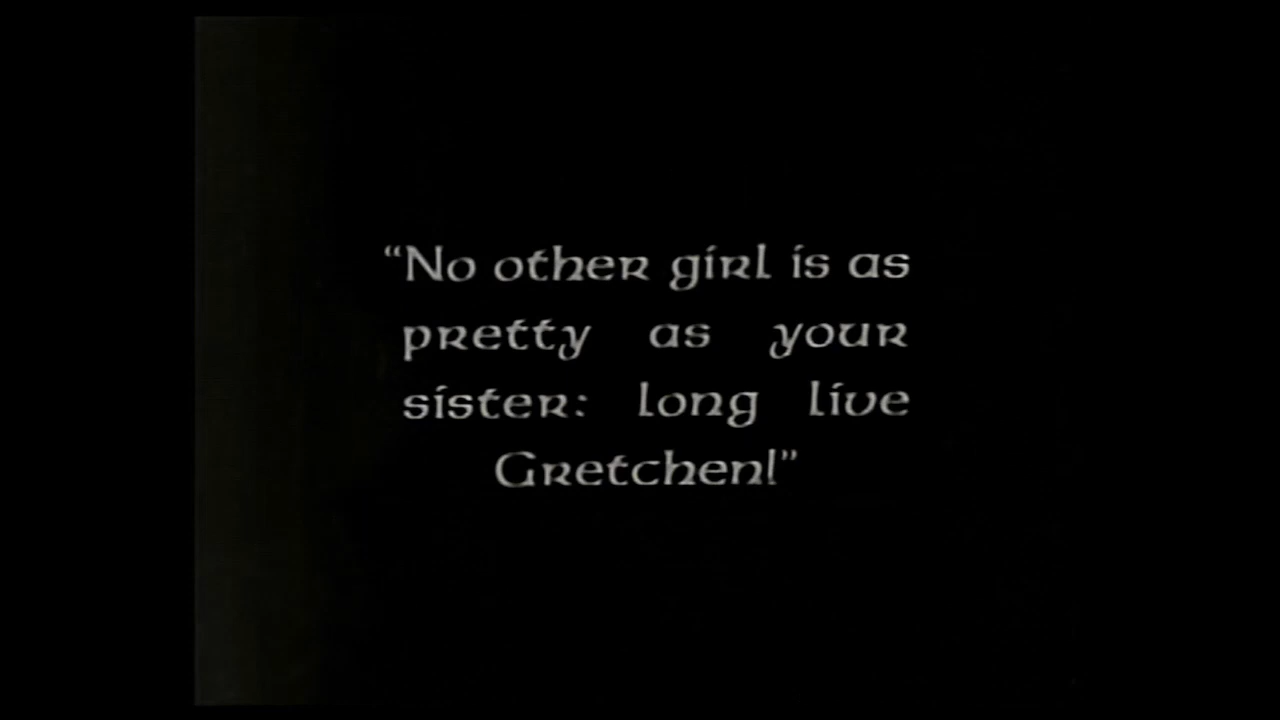 “No other girl is as
pretty as your
sister: long live
Gretchen!”